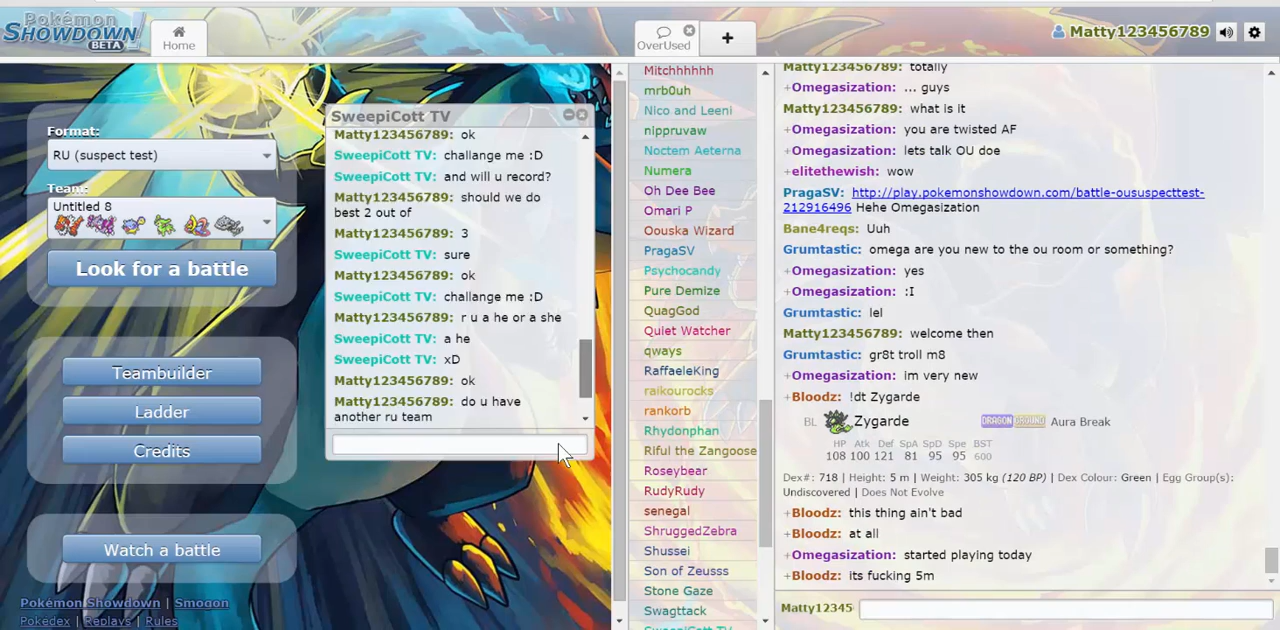 Pokémon
SHOWDOWN
BETA
Home
OverUsed
+
Matty123456789
Format:
RU (suspect test)
Team:
Untitled 8
Look for a battle
Teambuilder
Ladder
Credits
Watch a battle
Pokémon Showdown | Smogon
Pokédex | Replays | Rules
SweepiCott TV
Matty123456789: ok
SweepiCott TV: challange me :D
SweepiCott TV: and will u record?
Matty123456789: should we do
best 2 out of
Matty123456789: 3
SweepiCott TV: sure
Matty123456789: ok
SweepiCott TV: challange me :D
Matty123456789: r u a he or a she
SweepiCott TV: a he
SweepiCott TV: xD
Matty123456789: ok
Matty123456789: do u have
another ru team
Mitchhhhhh
mrb0uh
Nico and Leeni
nippruvaw
Noctem Aeterna
Numera
Oh Dee Bee
Omari P
Oouska Wizard
PragaSV
Psychocandy
Pure Demize
QuagGod
Quiet Watcher
qways
RaffaeleKing
raikourocks
rankorb
Rhydonphan
Riful the Zangoose
Roseybear
RudyRudy
senegal
ShruggedZebra
Shussei
Son of Zeusss
Stone Gaze
Swagttack
SweepiCott TV
Matty123456789: totally
+Omegasization: ... guys
Matty123456789: what is it
+Omegasization: you are twisted AF
+Omegasization: lets talk OU doe
+elitethewish: wow
PragaSV: http://play.pokemonshowdown.com/battle-oususpecttest-
212916496 Hehe Omegasization
Bane4reqs: Uuh
Grumtastic: omega are you new to the ou room or something?
+Omegasization: yes
+Omegasization: :I
Grumtastic: lel
Matty123456789: welcome then
Grumtastic: gr8t troll m8
+Omegasization: im very new
+Bloodz: !dt Zygarde
BL Zygarde DRAGON GROUND Aura Break
HP Atk Def SpA SpD Spe BST
108 100 121 81 95 95 600
Dex#: 718 | Height: 5 m | Weight: 305 kg (120 BP) | Dex Colour: Green | Egg Group(s):
Undiscovered | Does Not Evolve
+Bloodz: this thing ain't bad
+Bloodz: at all
+Omegasization: started playing today
+Bloodz: its fucking 5m
Matty12345